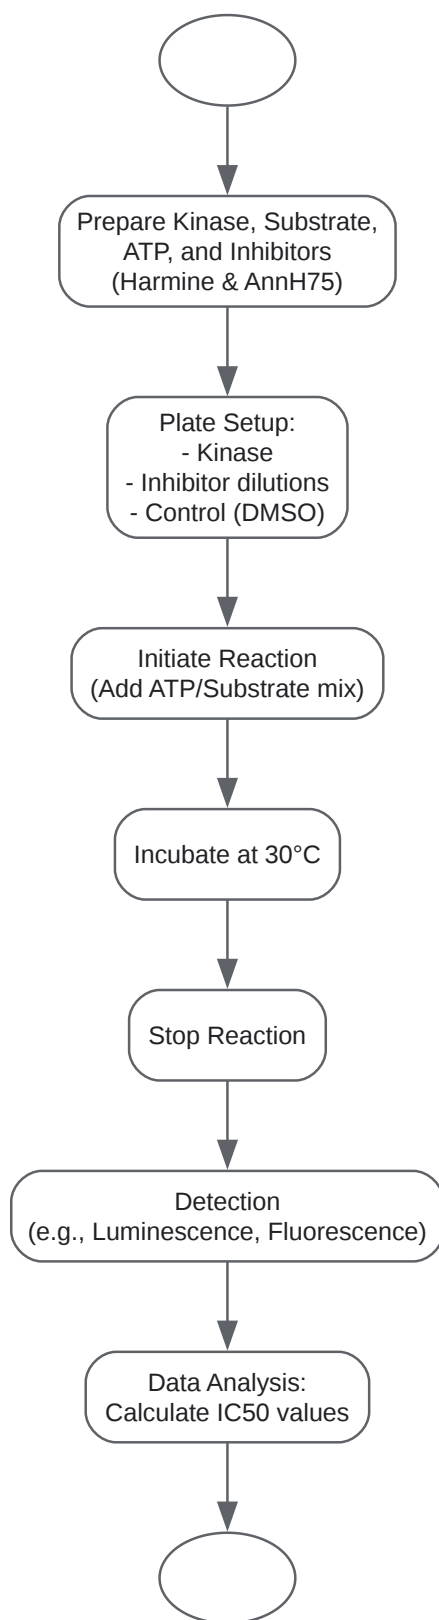 Prepare Kinase, Substrate,
ATP, and Inhibitors
(Harmine & AnnH75)
Plate Setup:
- Kinase
- Inhibitor dilutions
- Control (DMSO)
Initiate Reaction
(Add ATP/Substrate mix)
Incubate at 30°C
Stop Reaction
Detection
(e.g., Luminescence, Fluorescence)
Data Analysis:
Calculate IC50 values